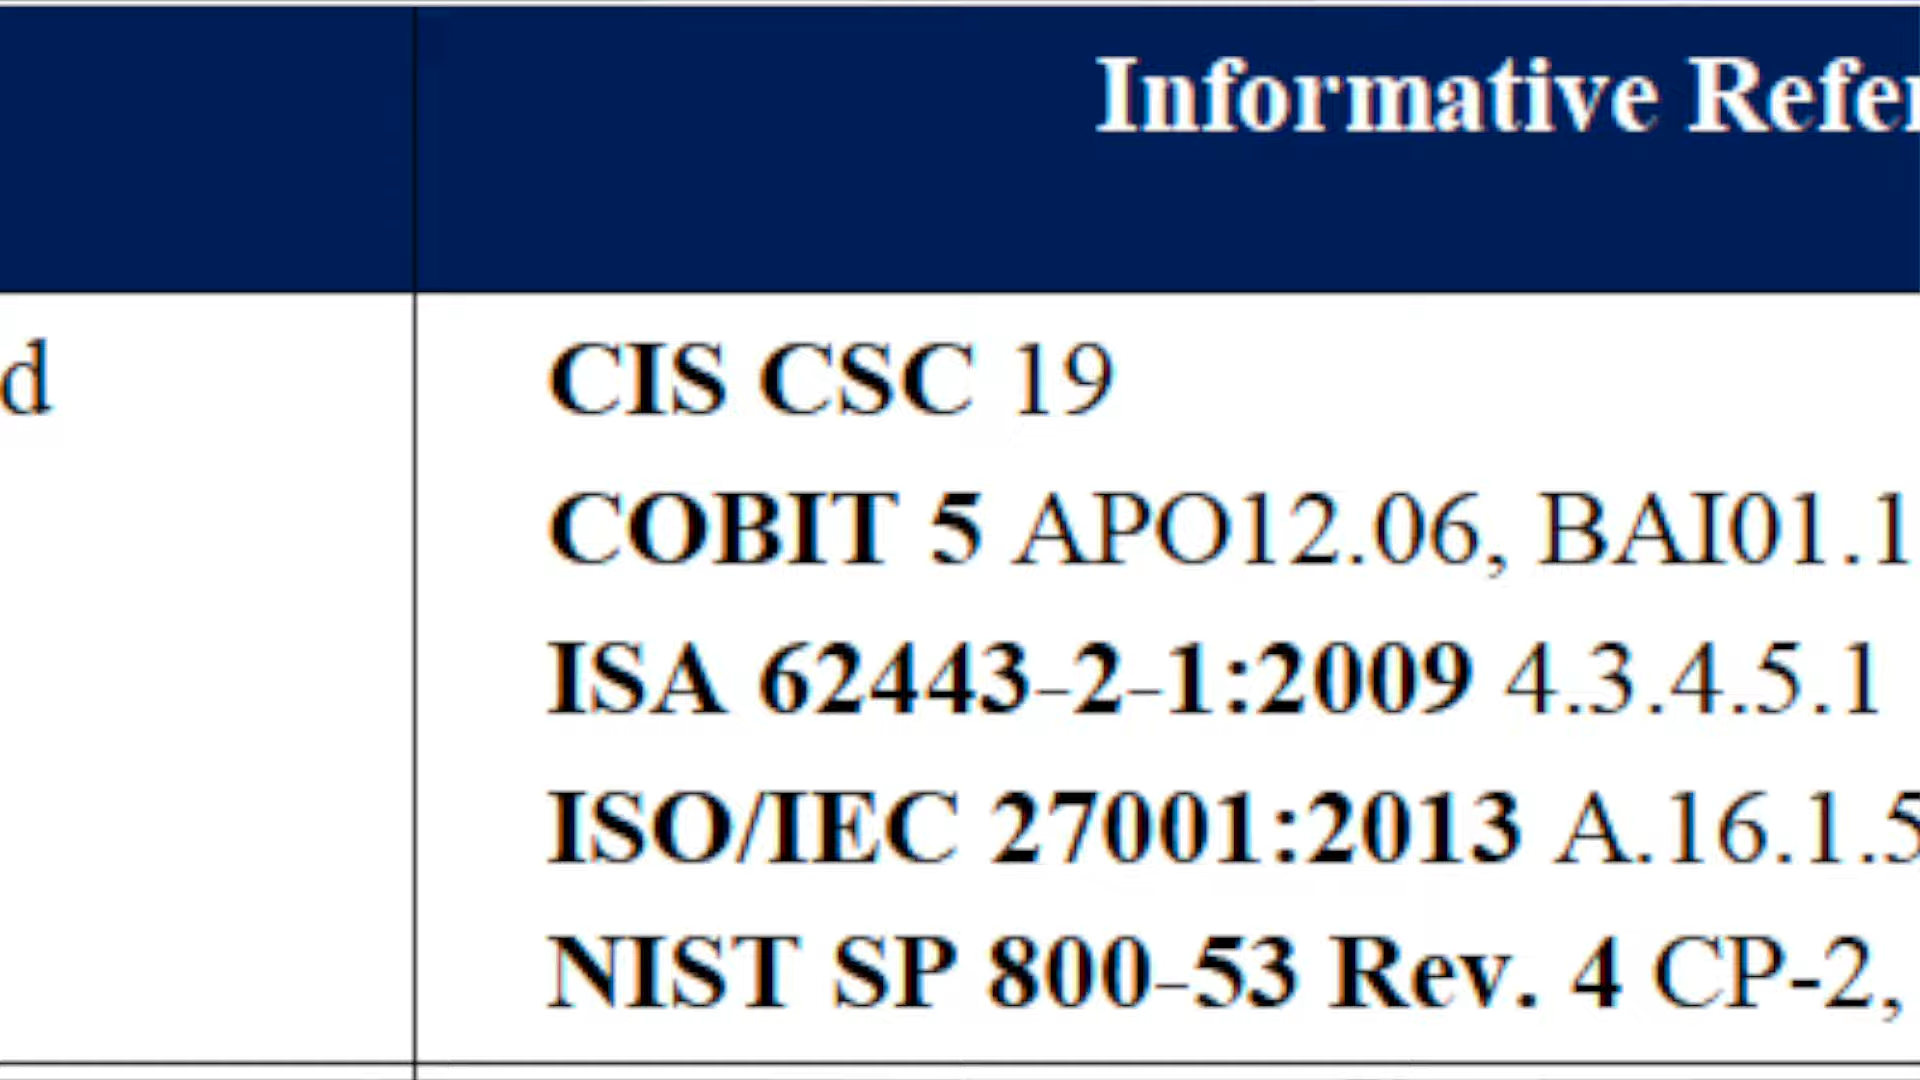 Informative Refer
d
CIS CSC 19
COBIT 5 APO12.06, BAI01.1
ISA 62443-2-1:2009 4.3.4.5.1
ISO/IEC 27001:2013 A.16.1.5
NIST SP 800-53 Rev. 4 CP-2,